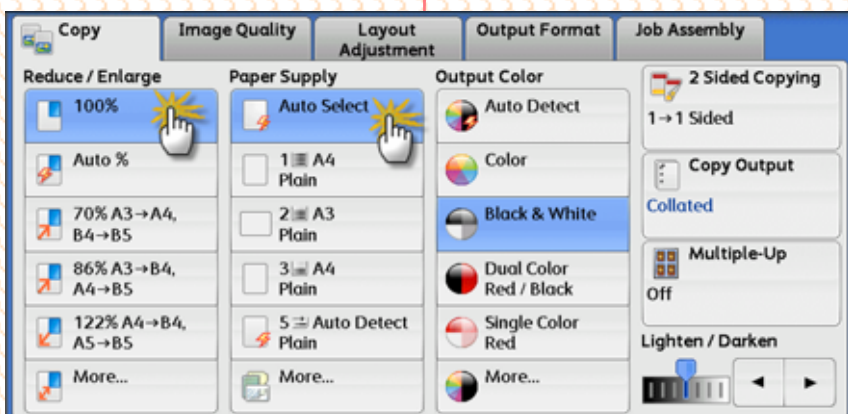 Copy
Image Quality
Layout
Adjustment
Output Format
Job Assembly
Reduce / Enlarge
100%
Auto %
70% A3→A4,
B4→B5
86% A3→B4,
A4→B5
122% A4→B4,
A5→B5
More...
Paper Supply
Auto Select
1 A4
Plain
2 A3
Plain
3 A4
Plain
5 Auto Detect
Plain
More...
Output Color
Auto Detect
Color
Black & White
Dual Color
Red / Black
Single Color
Red
More...
2 Sided Copying
1→1 Sided
Copy Output
Collated
Multiple-Up
Off
Lighten / Darken